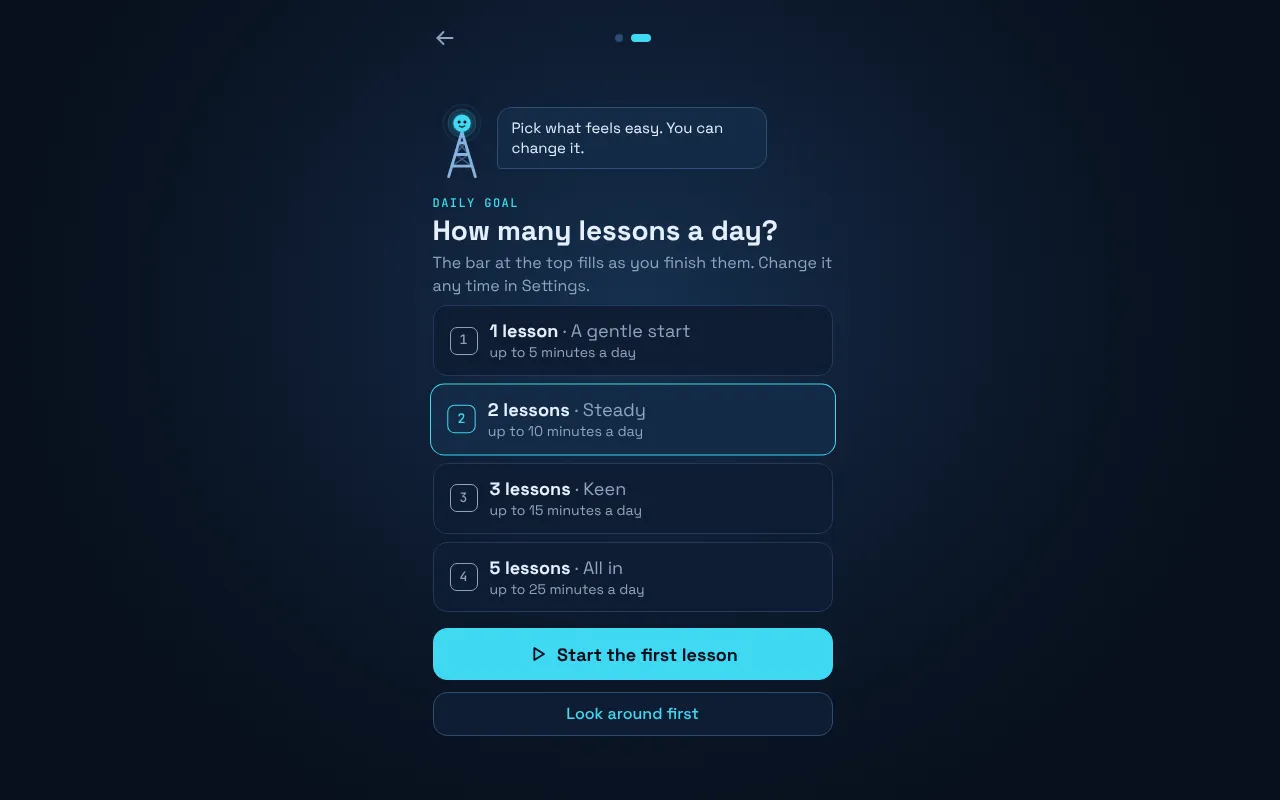 Pick what feels easy. You can
change it.
DAILY GOAL
How many lessons a day?
The bar at the top fills as you finish them. Change it
any time in Settings.
1
1 lesson · A gentle start
up to 5 minutes a day
2
2 lessons · Steady
up to 10 minutes a day
3
3 lessons · Keen
up to 15 minutes a day
4
5 lessons · All in
up to 25 minutes a day
Start the first lesson
Look around first